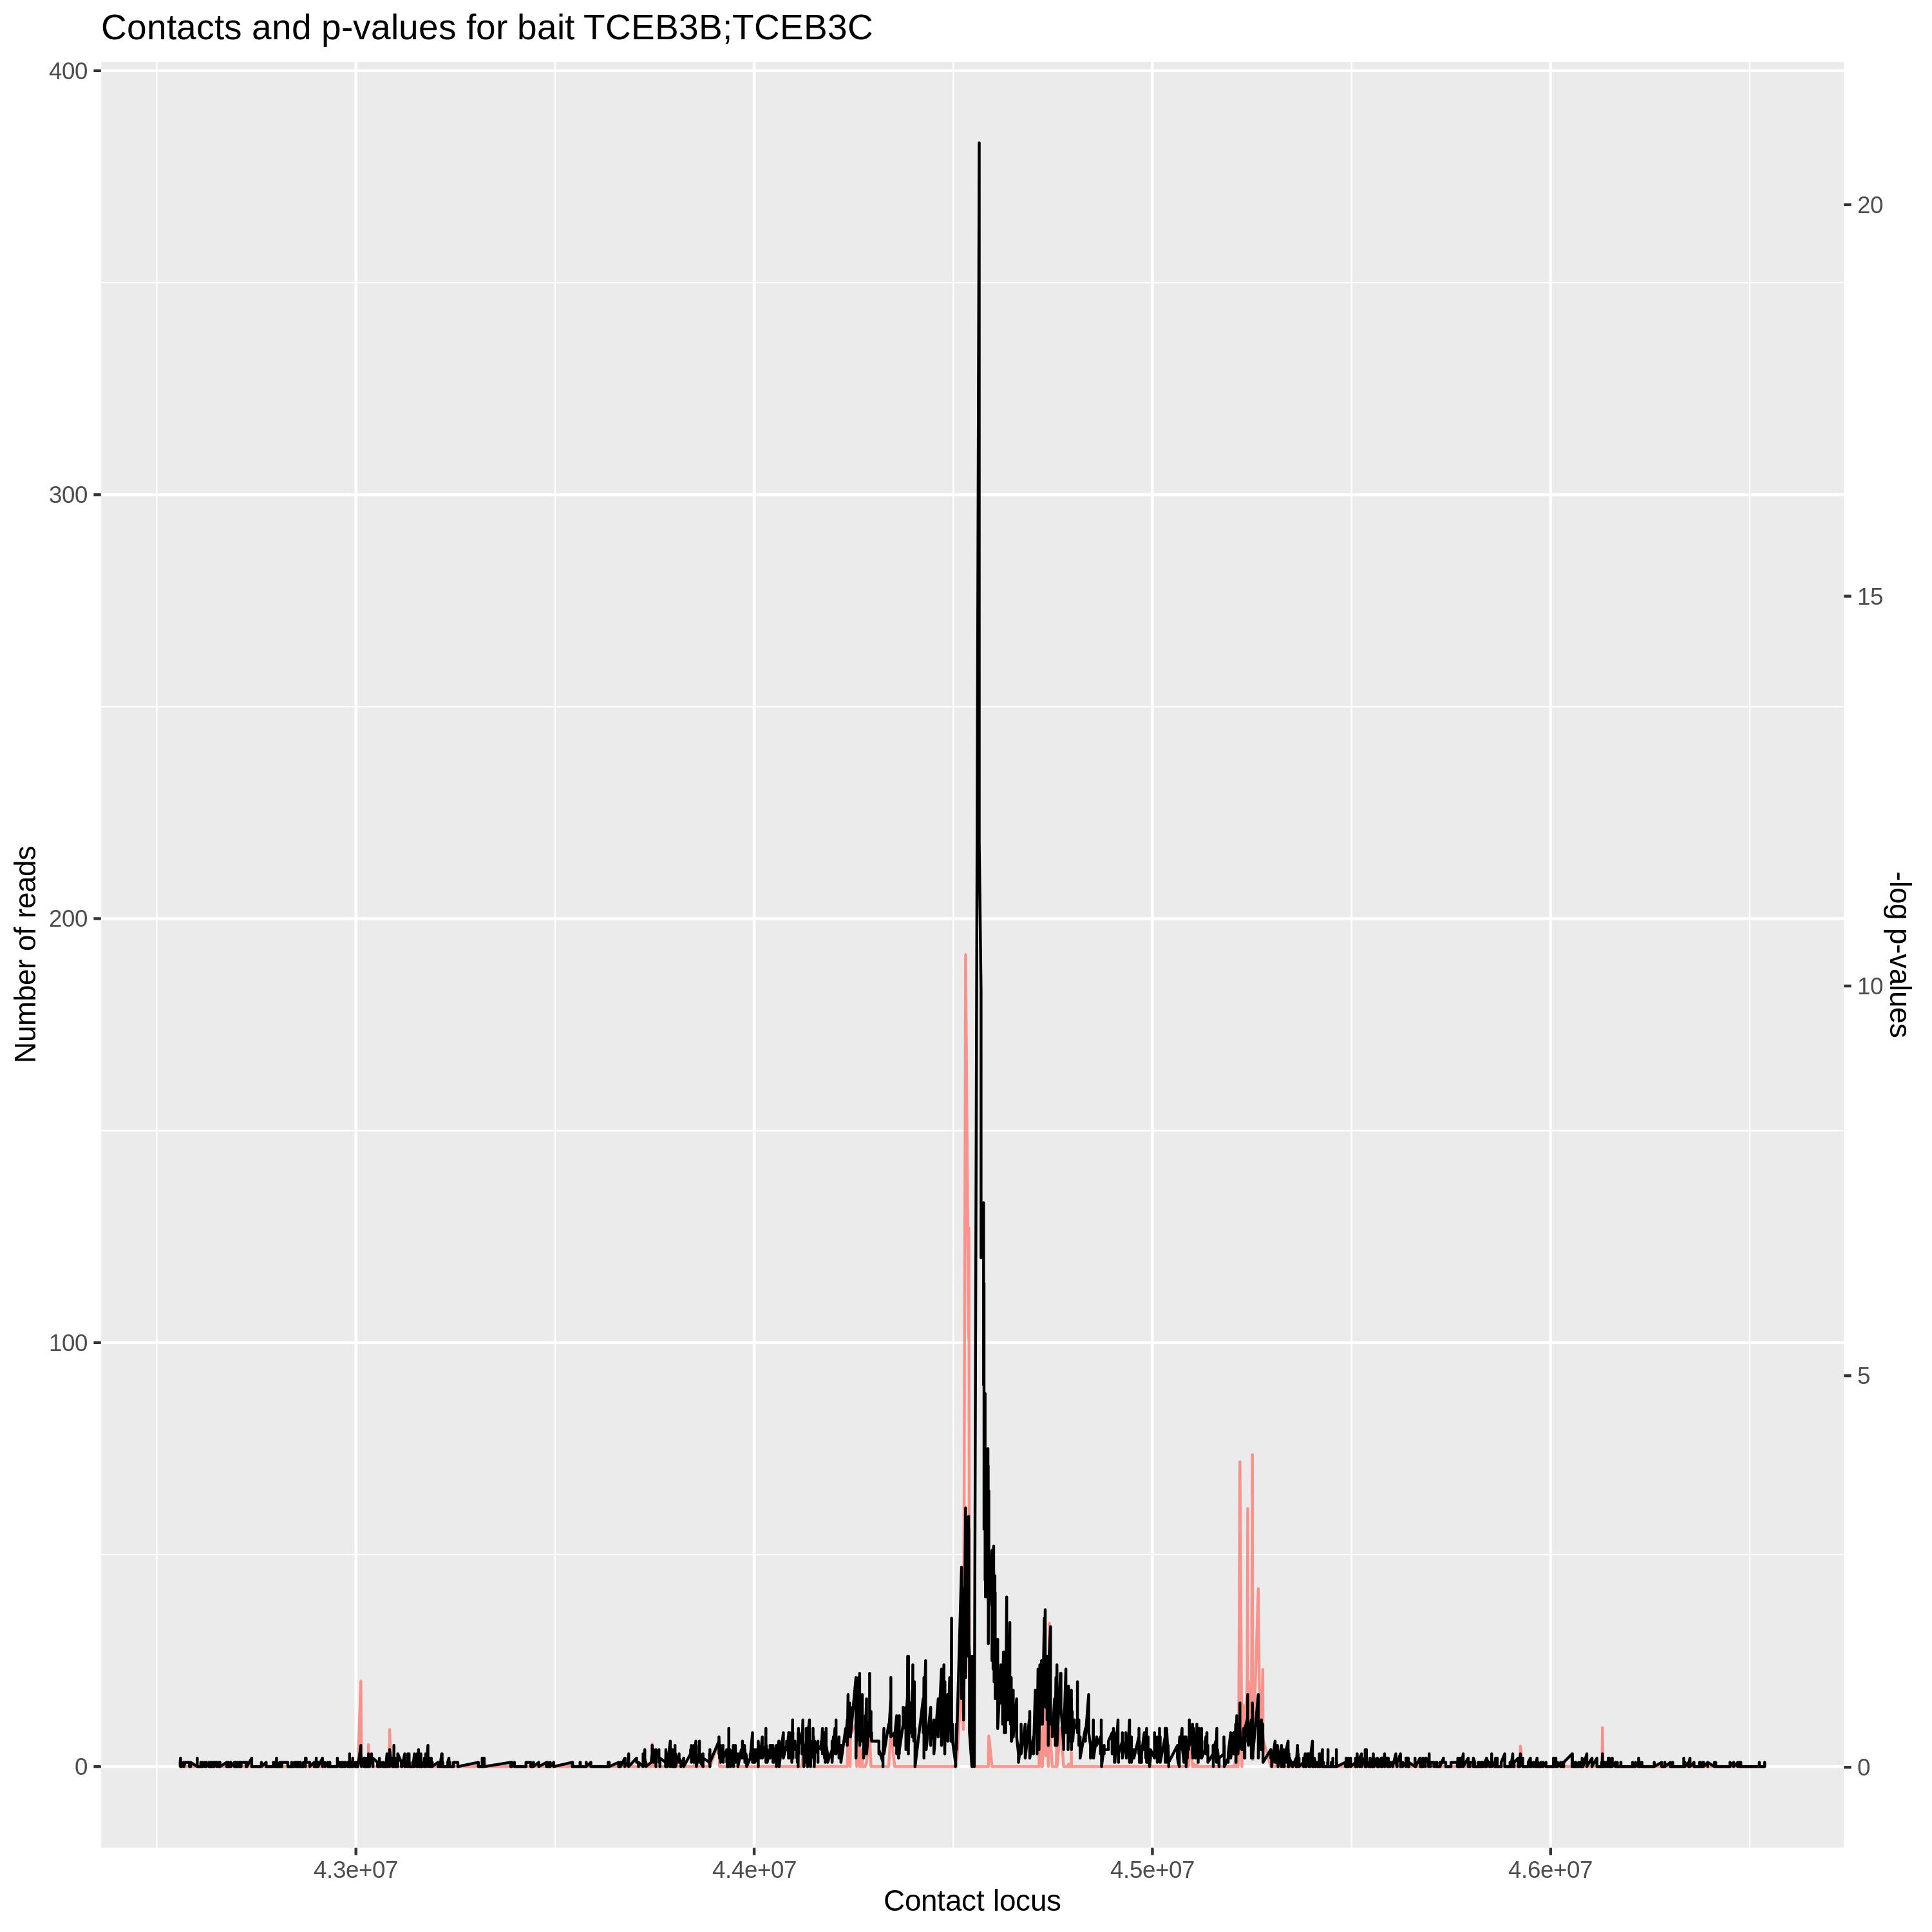 Contacts and p-values for bait TCEB3B;TCEB3C
400
300
200
100
0
Number of reads
20
15
10
5
0
-log p-values
4.3e+07
4.4e+07
4.5e+07
4.6e+07
Contact locus